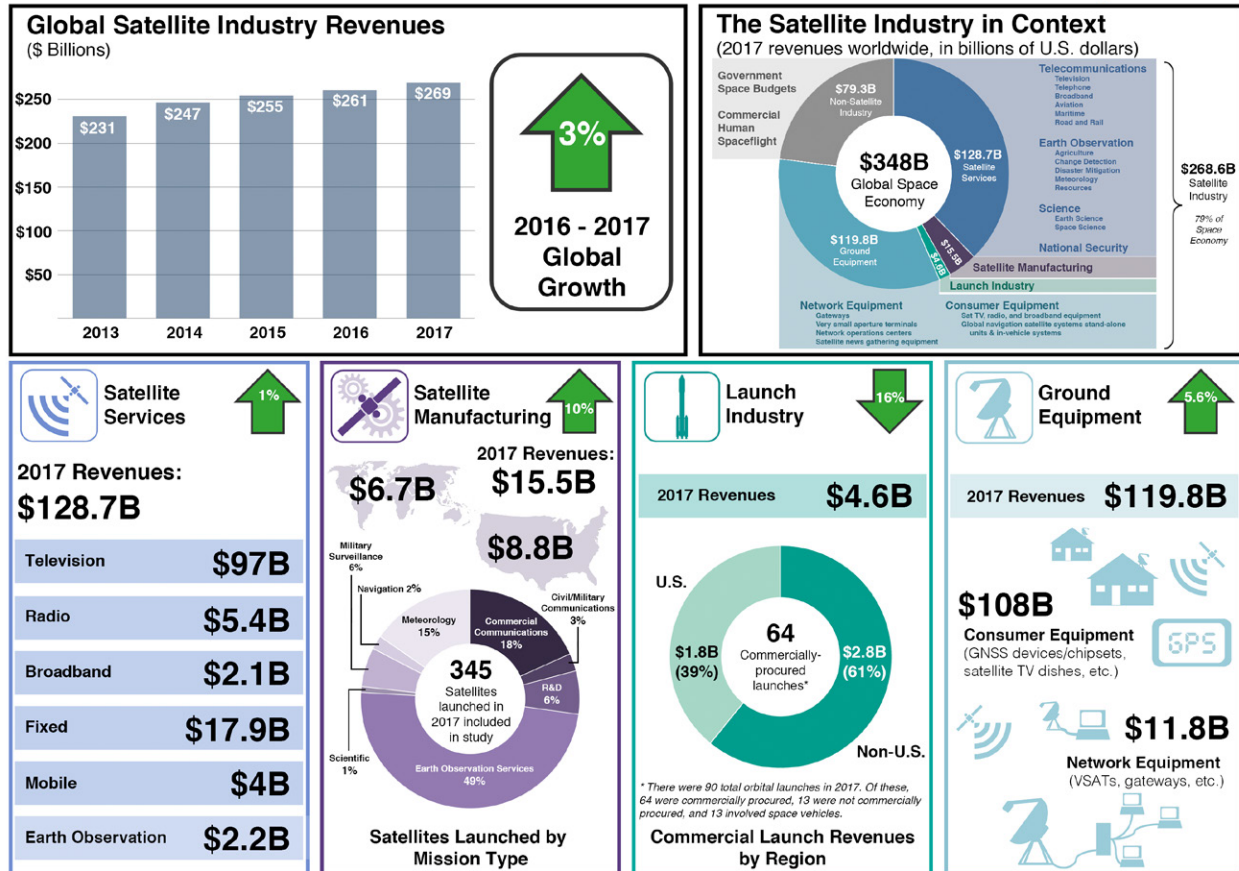 Global Satellite Industry Revenues
($ Billions)
$250
$200
$150
$100
$50
$231
$247
$255
$261
$269
2013
2014
2015
2016
2017
3%
2016 - 2017
Global
Growth
The Satellite Industry in Context
(2017 revenues worldwide, in billions of U.S. dollars)
Government
Space Budgets
Commercial
Human
Spaceflight
$79.3B
Non-Satellite
Industry
$128.7B
Satellite
Services
$348B
Global Space
Economy
$119.8B
Ground
Equipment
$4.6B
$15.5B
Telecommunications
Television
Telephone
Broadband
Aviation
Maritime
Road and Rail
Earth Observation
Agriculture
Change Detection
Disaster Mitigation
Meteorology
Resources
Science
Earth Science
Space Science
National Security
Satellite Manufacturing
Launch Industry
Network Equipment
Gateways
Very small aperture terminals
Network operations centers
Satellite news gathering equipment
Consumer Equipment
Sat TV, radio, and broadband equipment
Global navigation satellite systems stand-alone
units & in-vehicle systems
$268.6B
Satellite
Industry
79% of
Space
Economy
Satellite
Services
1%
2017 Revenues:
$128.7B
Television $97B
Radio $5.4B
Broadband $2.1B
Fixed $17.9B
Mobile $4B
Earth Observation $2.2B
Satellite
Manufacturing
10%
2017 Revenues:
$15.5B
$6.7B
$8.8B
Military
Surveillance
6%
Navigation 2%
Meteorology
15%
Commercial
Communications
18%
Civil/Military
Communications
3%
R&D
6%
345
Satellites
launched in
2017 included
in study
Scientific
1%
Earth Observation Services
49%
Satellites Launched by
Mission Type
Launch
Industry
16%
2017 Revenues $4.6B
U.S.
$1.8B
(39%)
64
Commercially-
procured
launches*
$2.8B
(61%)
Non-U.S.
* There were 90 total orbital launches in 2017. Of these,
64 were commercially procured, 13 were not commercially
procured, and 13 involved space vehicles.
Commercial Launch Revenues
by Region
Ground
Equipment
5.6%
2017 Revenues $119.8B
$108B
Consumer Equipment
(GNSS devices/chipsets,
satellite TV dishes, etc.)
GPS
$11.8B
Network Equipment
(VSATs, gateways, etc.)